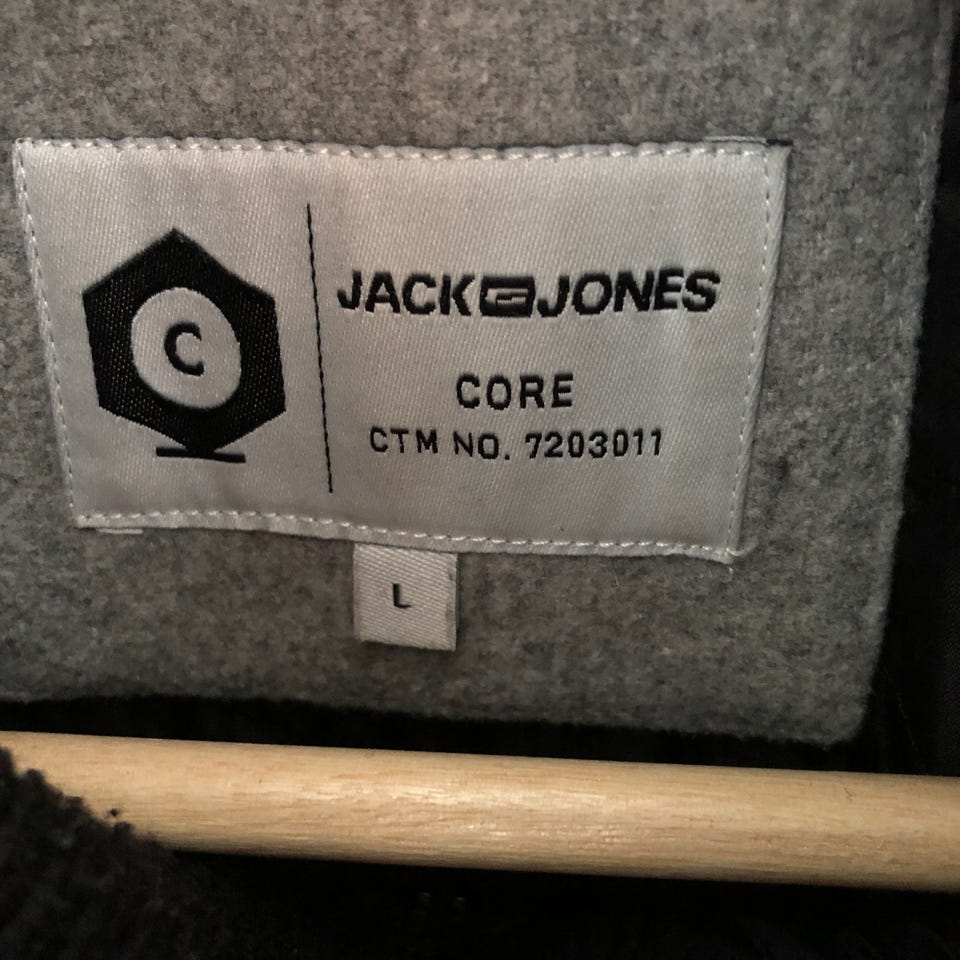 C
JACK JONES
CORE
CTM NO. 7203011
L